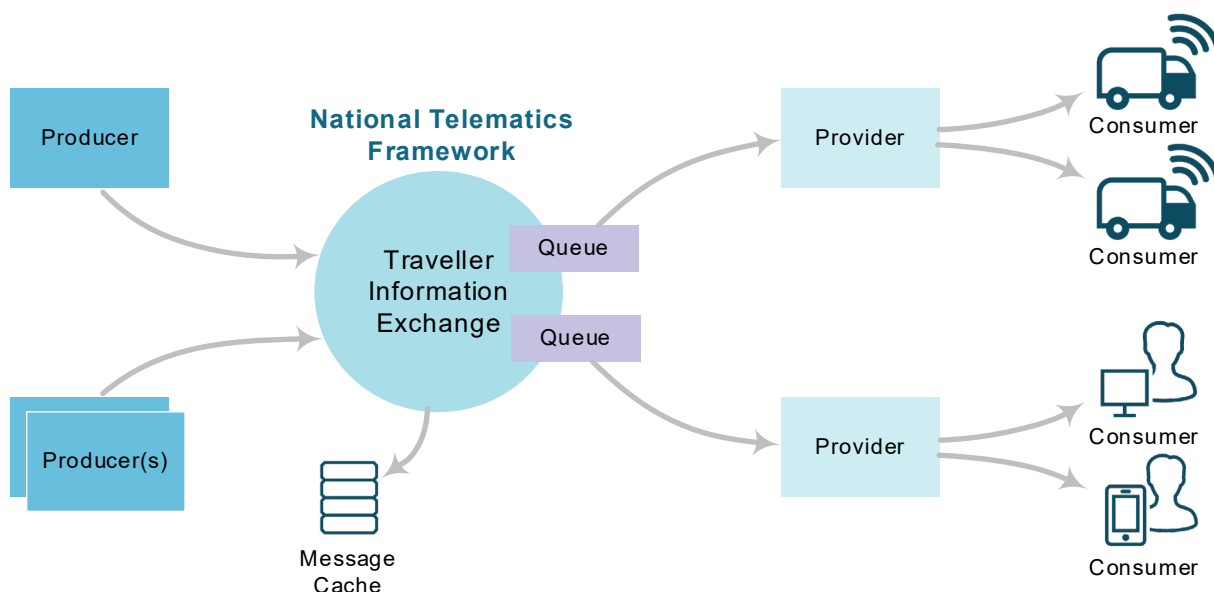 Producer
National Telematics
Framework
Traveller
Information
Exchange
Queue
Queue
Provider
Consumer
Consumer
Producer(s)
Message
Cache
Provider
Consumer
Consumer